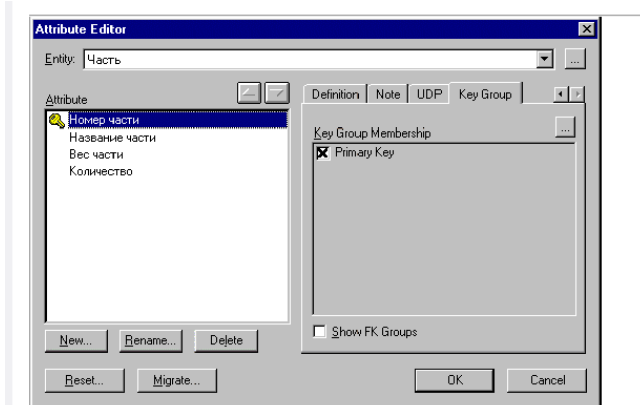 Attribute Editor
Entity: Часть
...
Attribute
Номер части
Название части
Вес части
Количество
Definition Note UDP Key Group
Key Group Membership
...
Primary Key
Show FK Groups
New... Rename... Delete
Reset... Migrate... OK Cancel